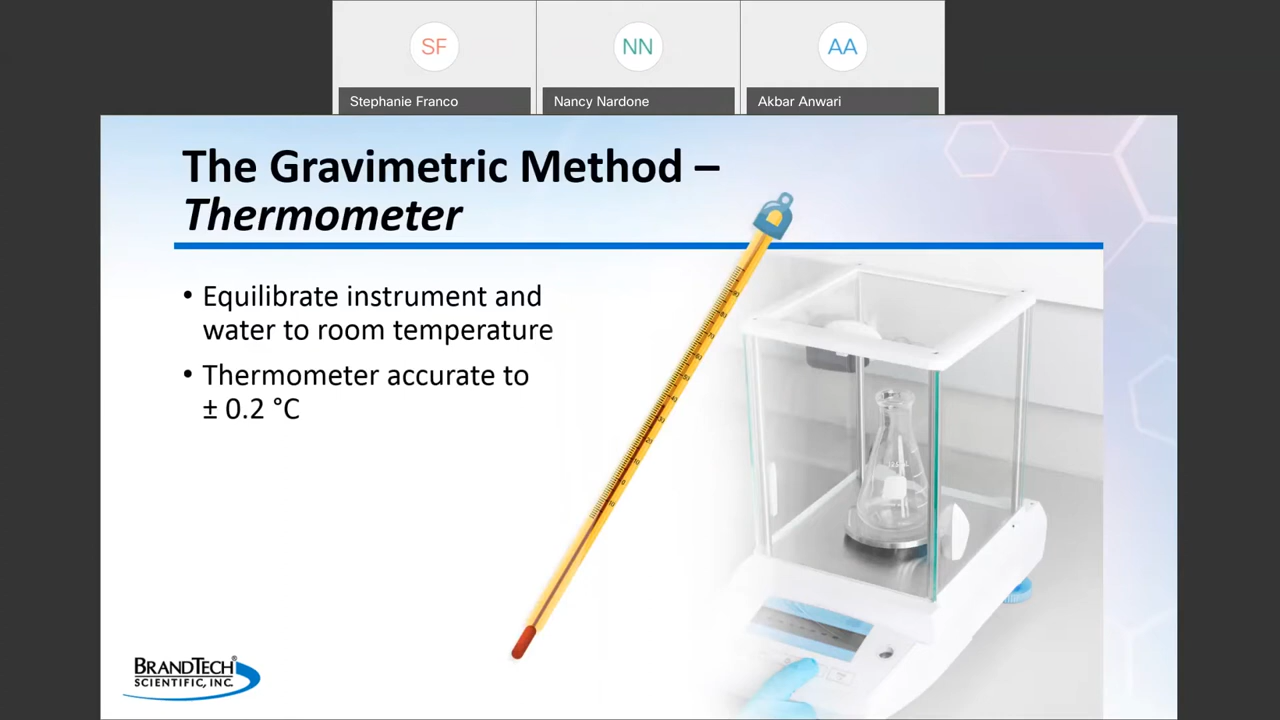 SF
NN
AA
Stephanie Franco
Nancy Nardone
Akbar Anwari
The Gravimetric Method –
Thermometer
• Equilibrate instrument and
water to room temperature
• Thermometer accurate to
± 0.2 °C
BRANDTECH®
SCIENTIFIC, INC.